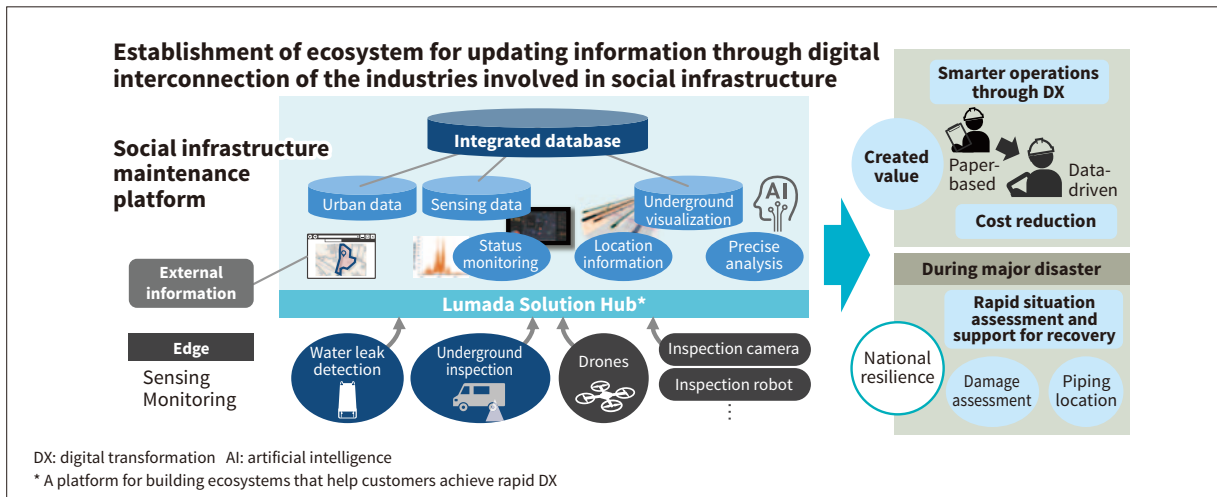 Establishment of ecosystem for updating information through digital
interconnection of the industries involved in social infrastructure
Social infrastructure
maintenance
platform
Integrated database
Urban data
Sensing data
Underground
visualization
AI
Status
monitoring
Location
information
Precise
analysis
External
information
Lumada Solution Hub*
Edge
Sensing
Monitoring
Water leak
detection
Underground
inspection
Drones
Inspection camera
Inspection robot
⋮
Created
value
Smarter operations
through DX
Paper-
based
Data-
driven
Cost reduction
During major disaster
National
resilience
Rapid situation
assessment and
support for recovery
Damage
assessment
Piping
location
DX: digital transformation AI: artificial intelligence
* A platform for building ecosystems that help customers achieve rapid DX